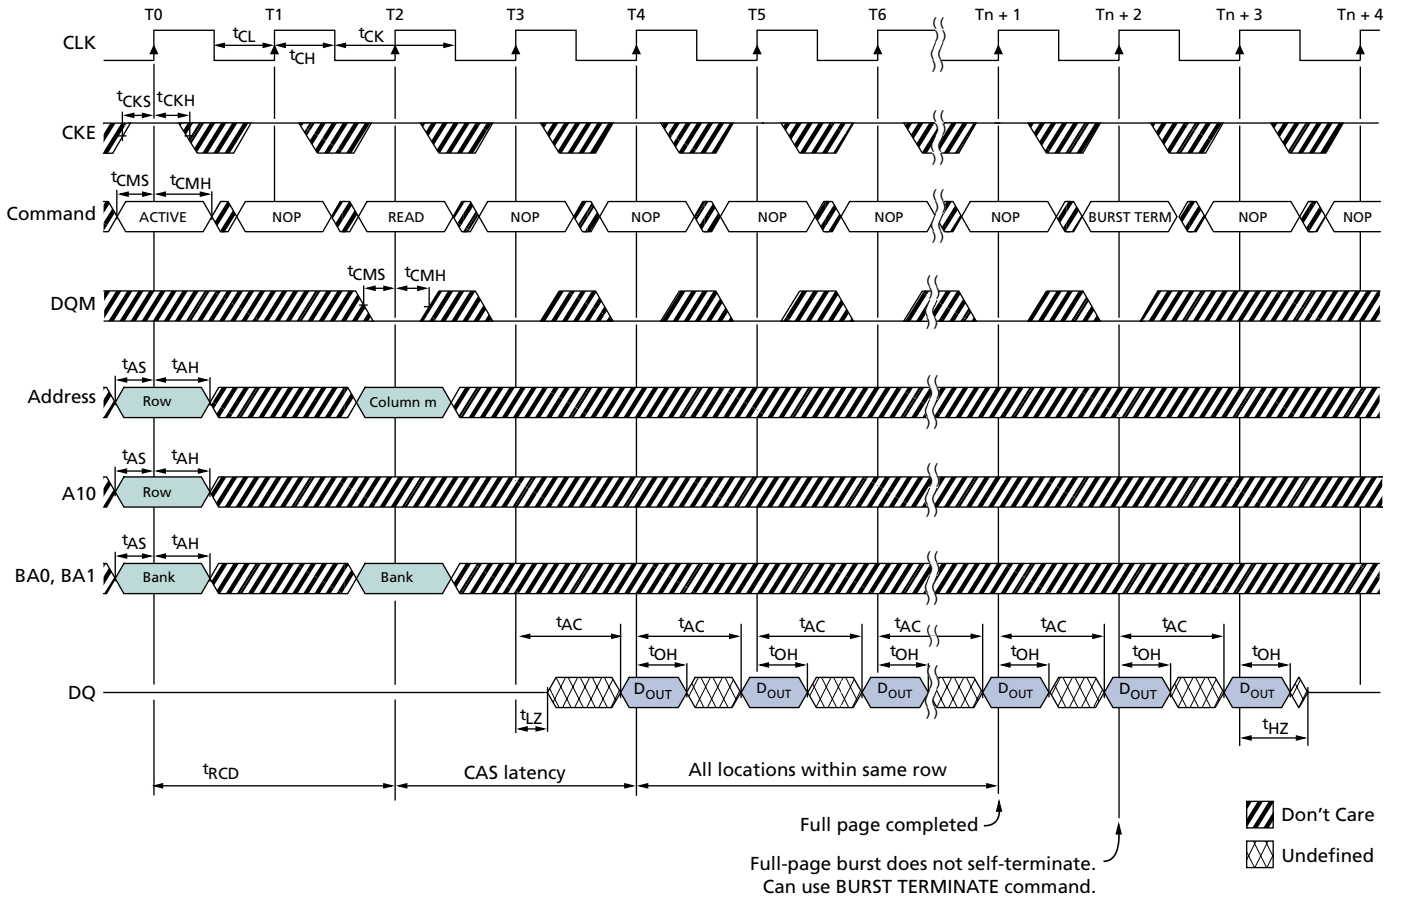 T0 T1 T2 T3 T4 T5 T6 Tn + 1 Tn + 2 Tn + 3 Tn + 4
CLK
tCL tCK
tCH
tCKS tCKH
CKE
tCMS tCMH
Command ACTIVE NOP READ NOP NOP NOP NOP NOP BURST TERM NOP NOP
tCMS tCMH
DQM
tAS tAH
Address Row Column m
tAS tAH
A10 Row
tAS tAH
BA0, BA1 Bank Bank
tAC tAC tAC tAC tAC tAC
tOH tOH tOH tOH tOH tOH
DQ DOUT DOUT DOUT DOUT DOUT DOUT
tLZ tHZ
tRCD CAS latency All locations within same row
Full page completed
Don't Care
Full-page burst does not self-terminate.
Can use BURST TERMINATE command.
Undefined